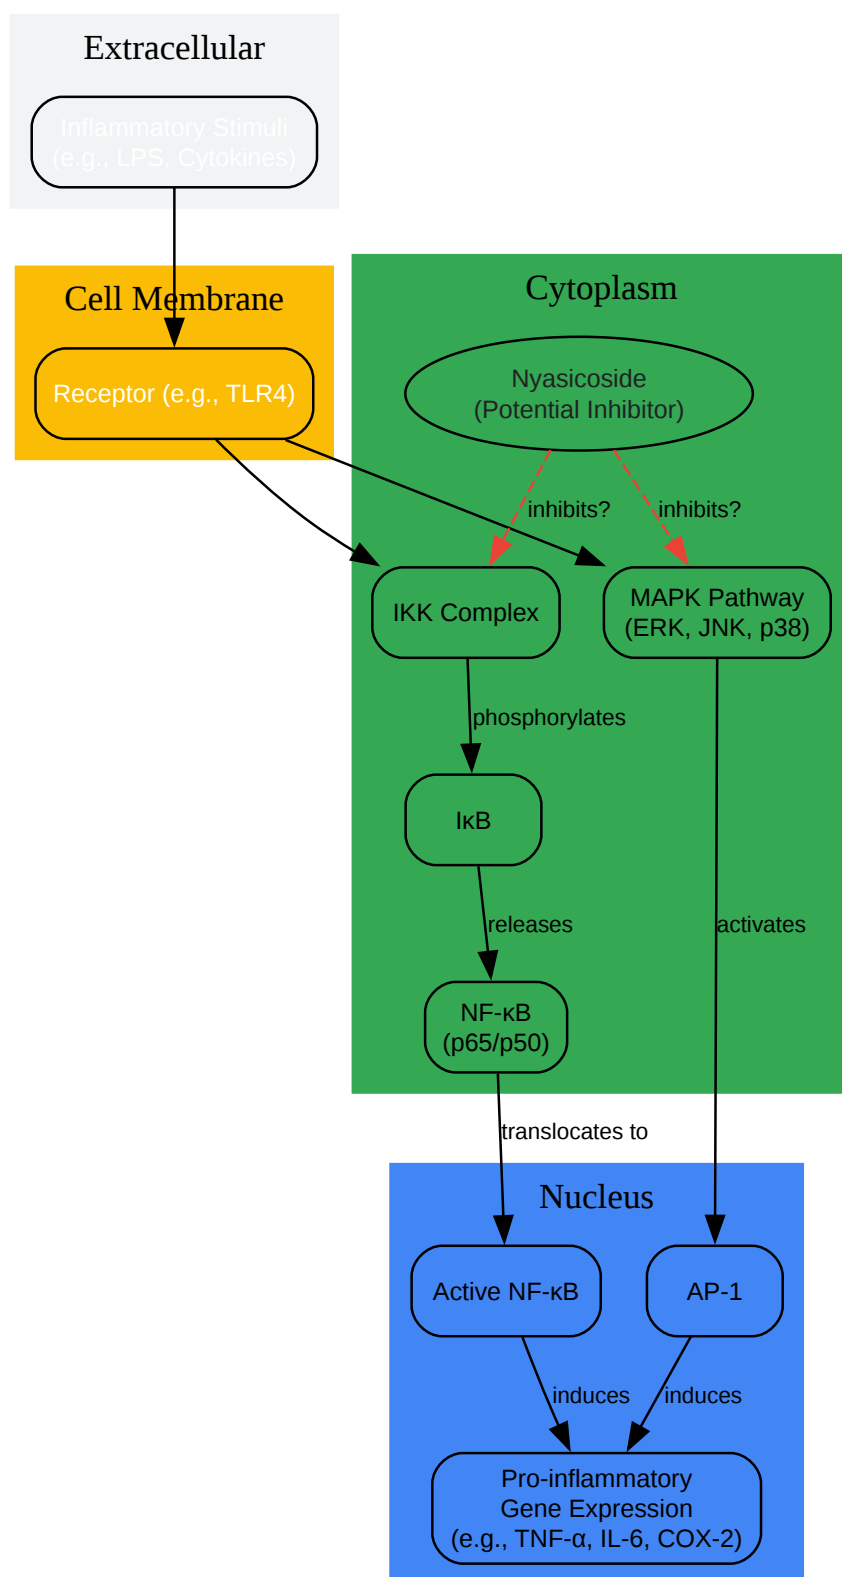 Extracellular
Inflammatory Stimuli
(e.g., LPS, Cytokines)
Cell Membrane
Receptor (e.g., TLR4)
Cytoplasm
Nyasicoside
(Potential Inhibitor)
inhibits?
inhibits?
IKK Complex
MAPK Pathway
(ERK, JNK, p38)
phosphorylates
IκB
releases
activates
NF-κB
(p65/p50)
translocates to
Nucleus
Active NF-κB
AP-1
induces
induces
Pro-inflammatory
Gene Expression
(e.g., TNF-α, IL-6, COX-2)